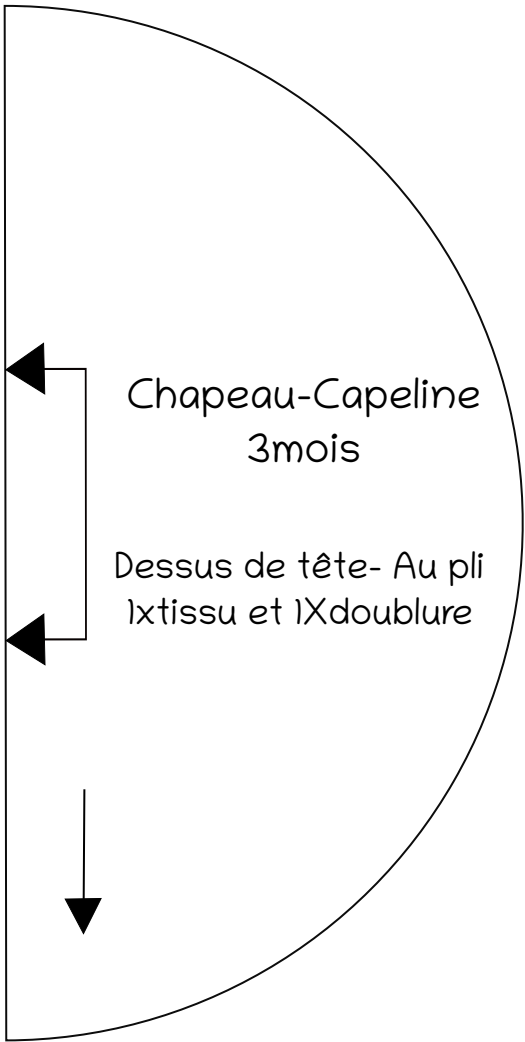 Chapeau-Capeline
3mois
Dessus de tête- Au pli
1xtissu et 1Xdoublure